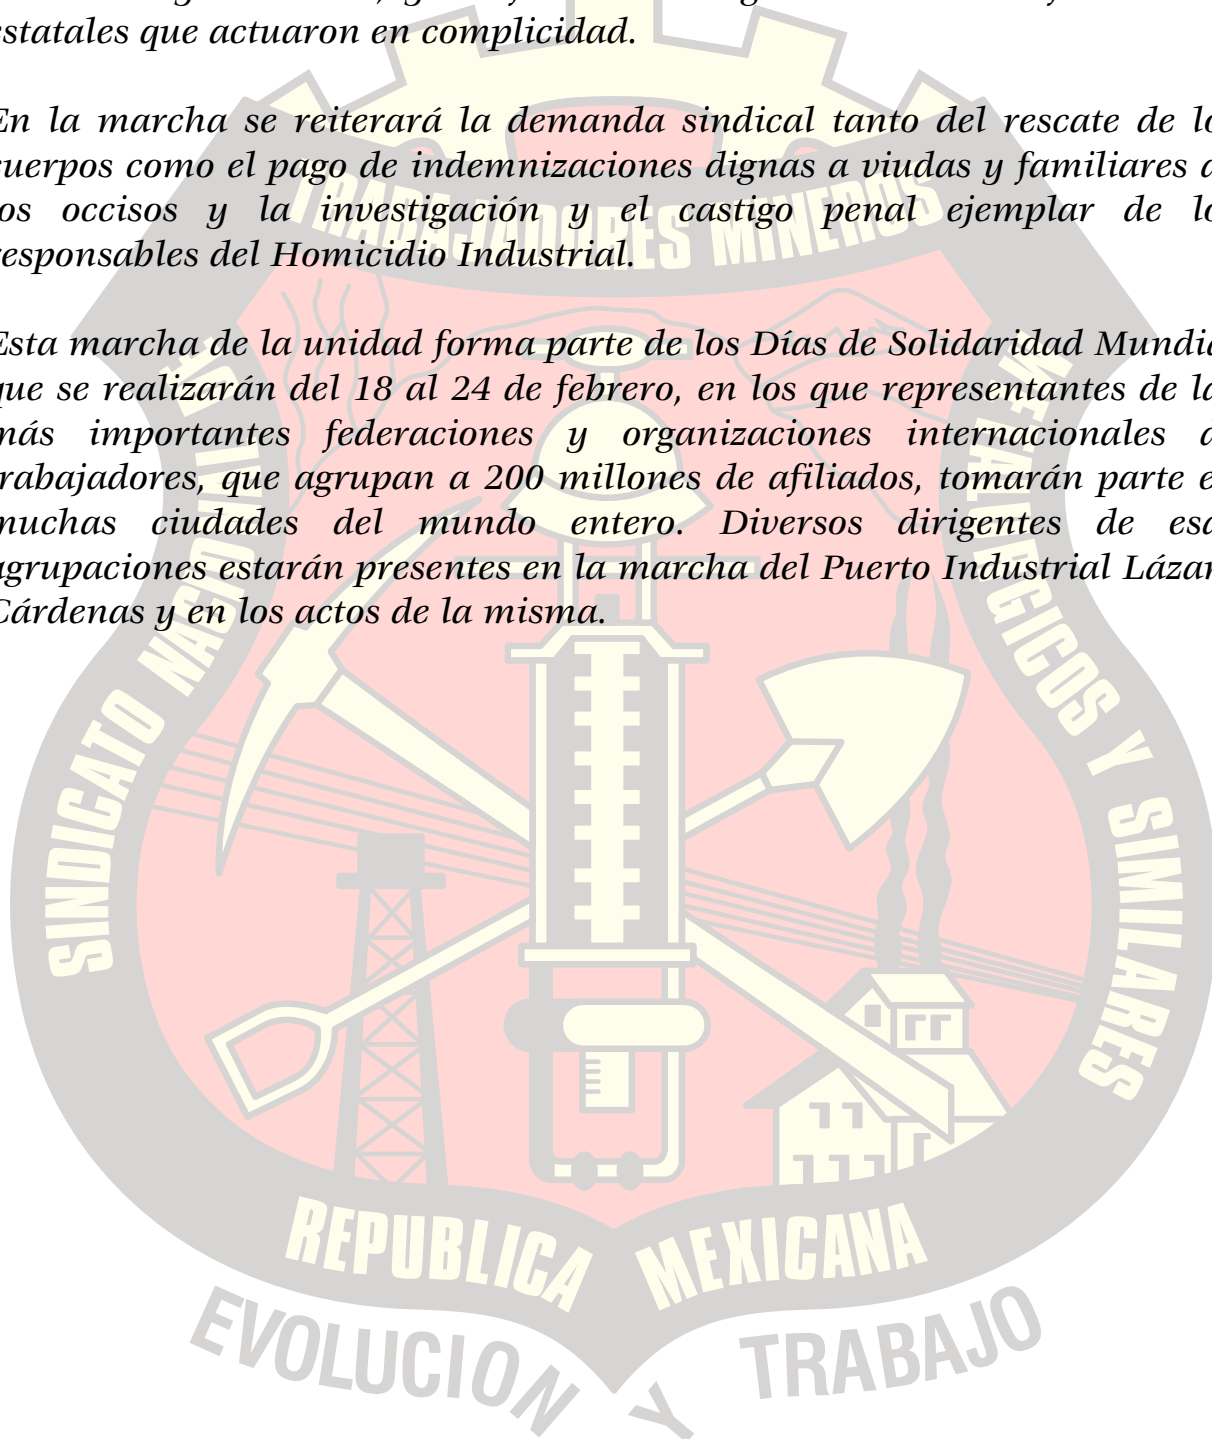 estatales que actuaron en complicidad.
En la marcha se reiterará la demanda sindical tanto del rescate de lo
cuerpos como el pago de indemnizaciones dignas a viudas y familiares d
los occisos y la investigación y el castigo penal ejemplar de lo
responsables del Homicidio Industrial.
Esta marcha de la unidad forma parte de los Días de Solidaridad Mundia
que se realizarán del 18 al 24 de febrero, en los que representantes de la
más importantes federaciones y organizaciones internacionales d
trabajadores, que agrupan a 200 millones de afiliados, tomarán parte e
muchas ciudades del mundo entero. Diversos dirigentes de esa
agrupaciones estarán presentes en la marcha del Puerto Industrial Lázar
Cárdenas y en los actos de la misma.
SINDICATO NACIONAL DE
TRABAJADORES MINEROS
METALURGICOS Y SIMILARES
REPUBLICA MEXICANA
EVOLUCION Y TRABAJO